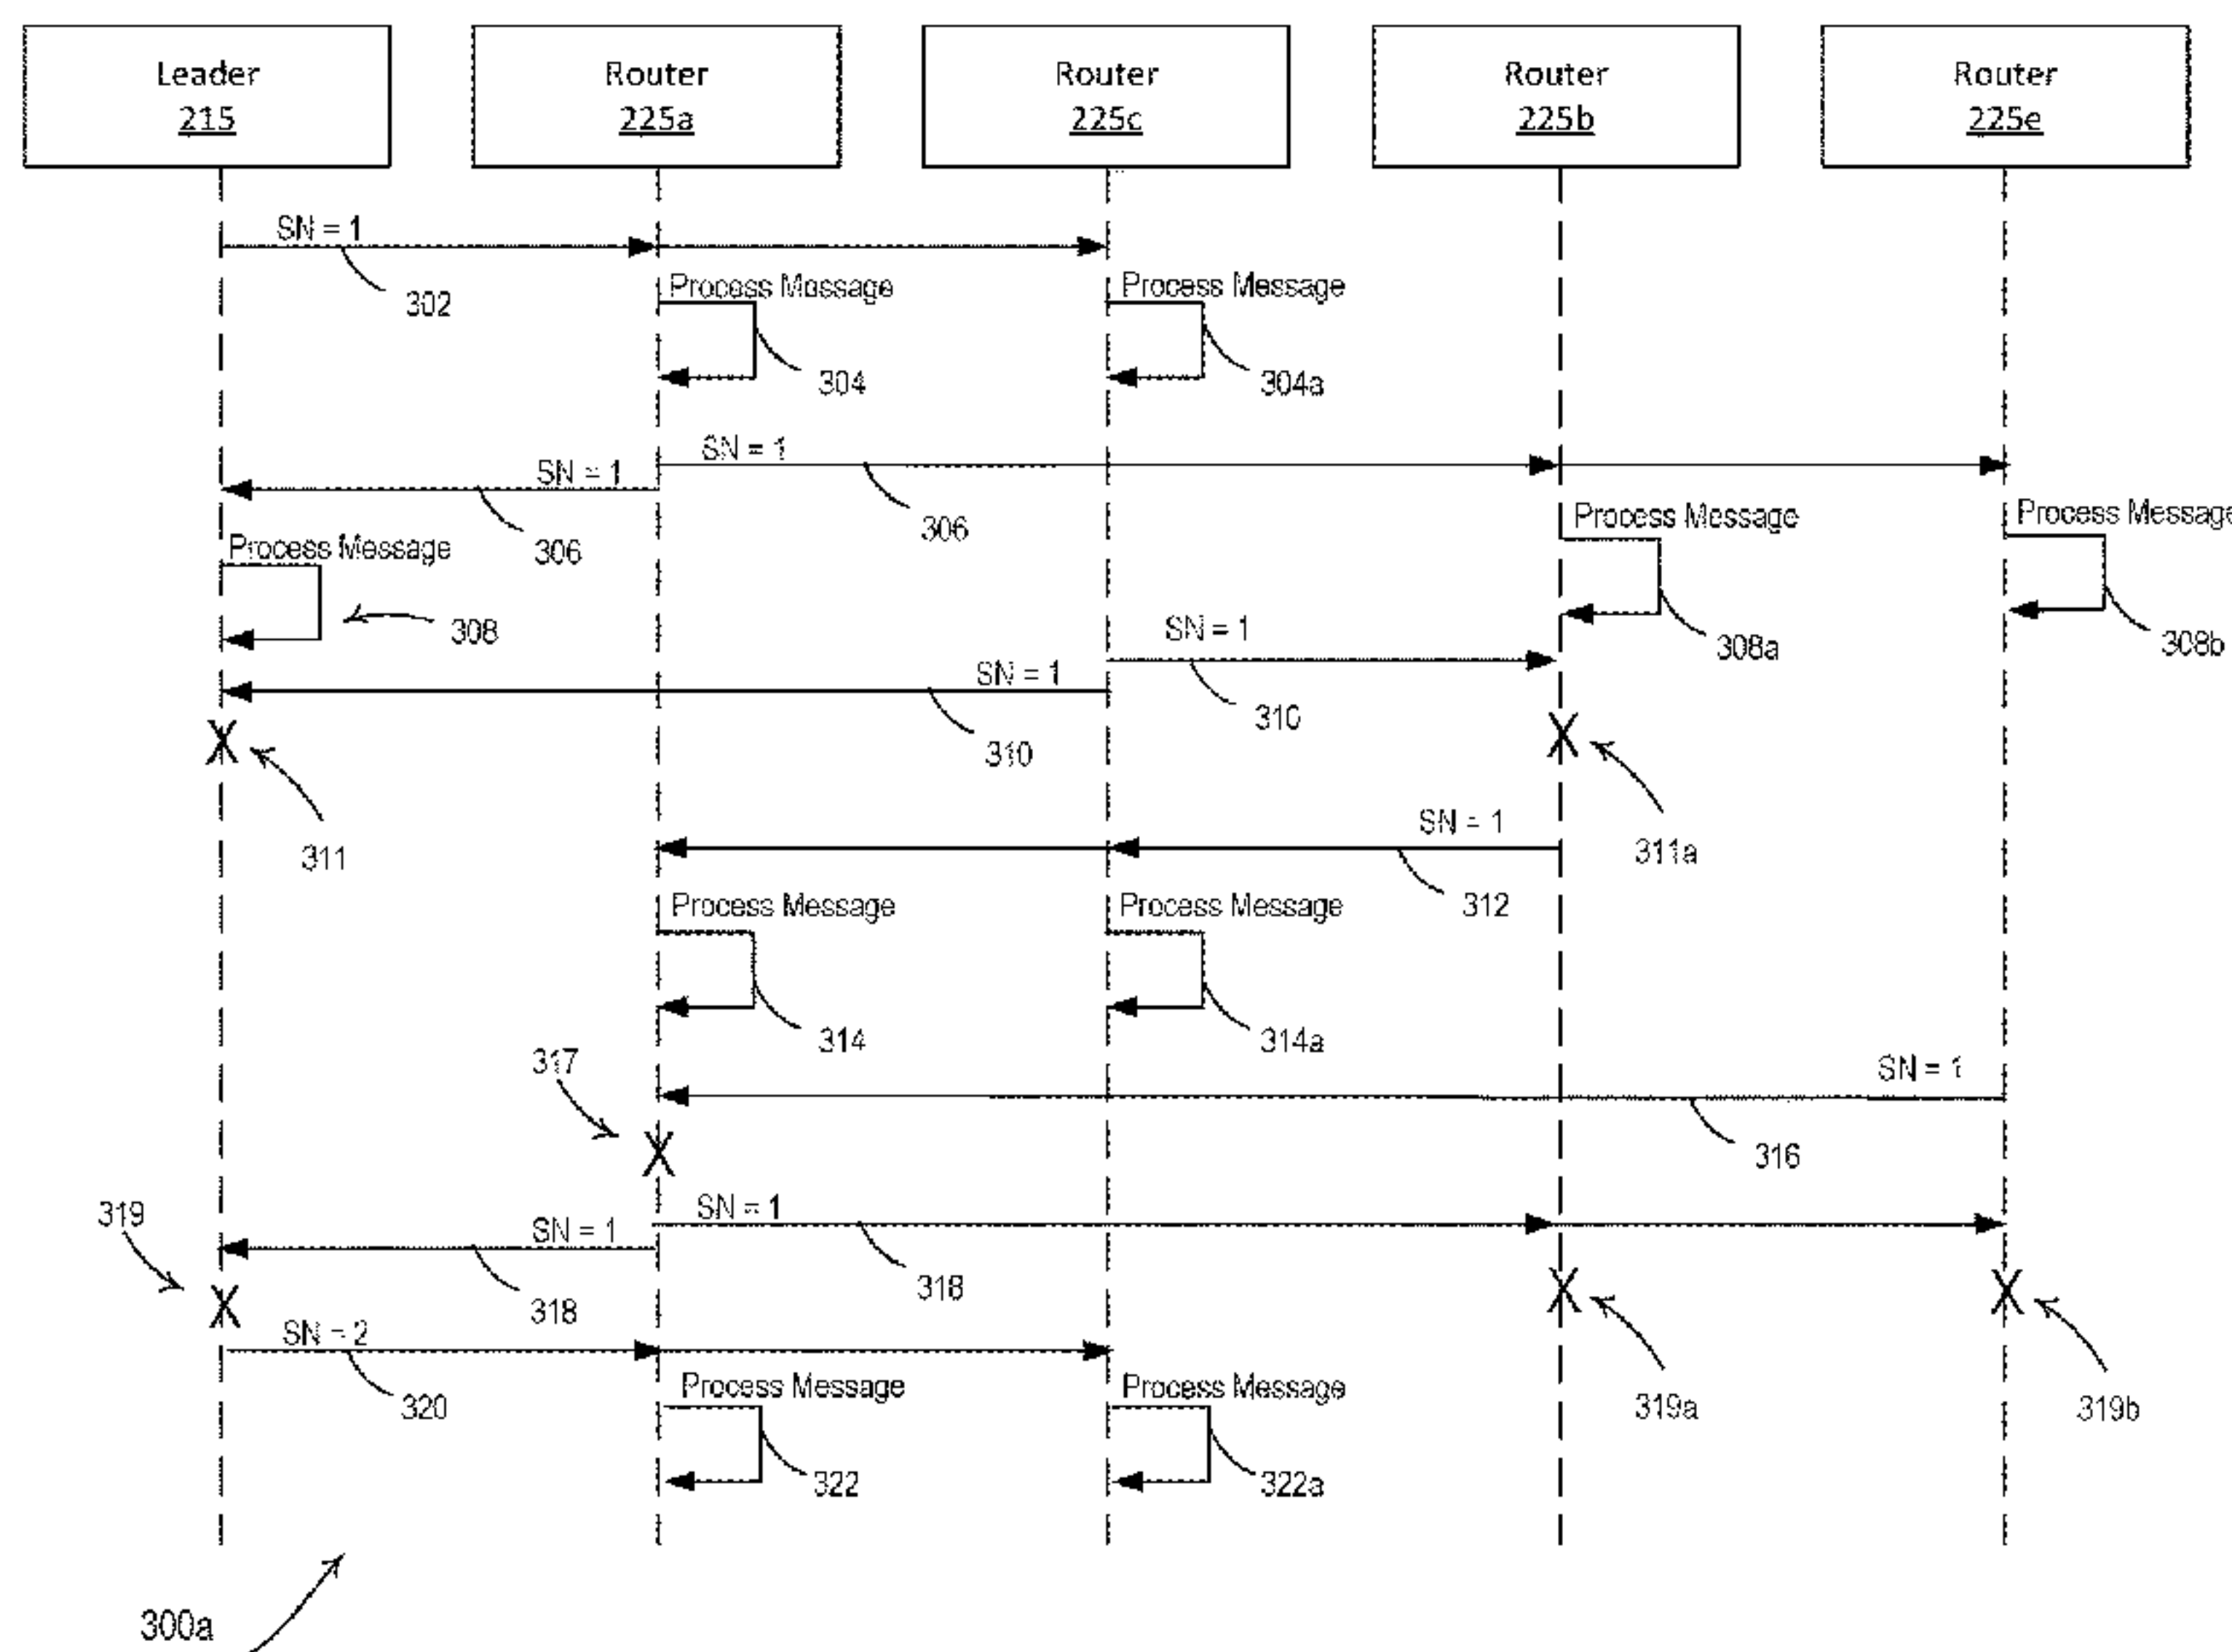 Leader
215
Router
225a
Router
225c
Router
225b
Router
225e
SN = 1
302
Process Message
304
Process Message
304a
SN = 1
306
SN = 1
306
Process Message
308
Process Message
308a
Process Message
308b
SN = 1
310
SN = 1
310
311
311a
SN = 1
312
Process Message
314
Process Message
314a
SN = 1
316
317
SN = 1
318
SN = 1
318
319
319a
319b
SN = 2
320
Process Message
322
Process Message
322a
300a